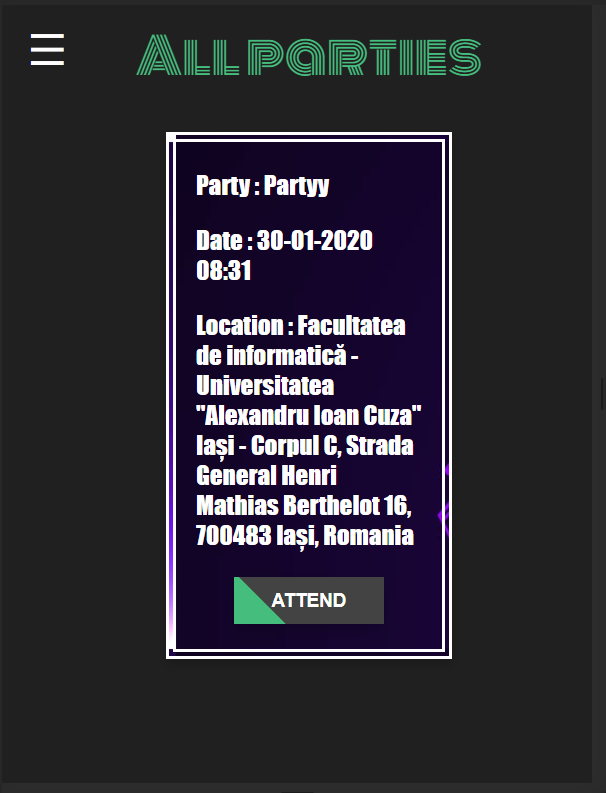 All parties
Party : Partyy
Date : 30-01-2020
08:31
Location : Facultatea
de informatică -
Universitatea
"Alexandru Ioan Cuza"
Iași - Corpul C, Strada
General Henri
Mathias Berthelot 16,
700483 Iași, Romania
ATTEND